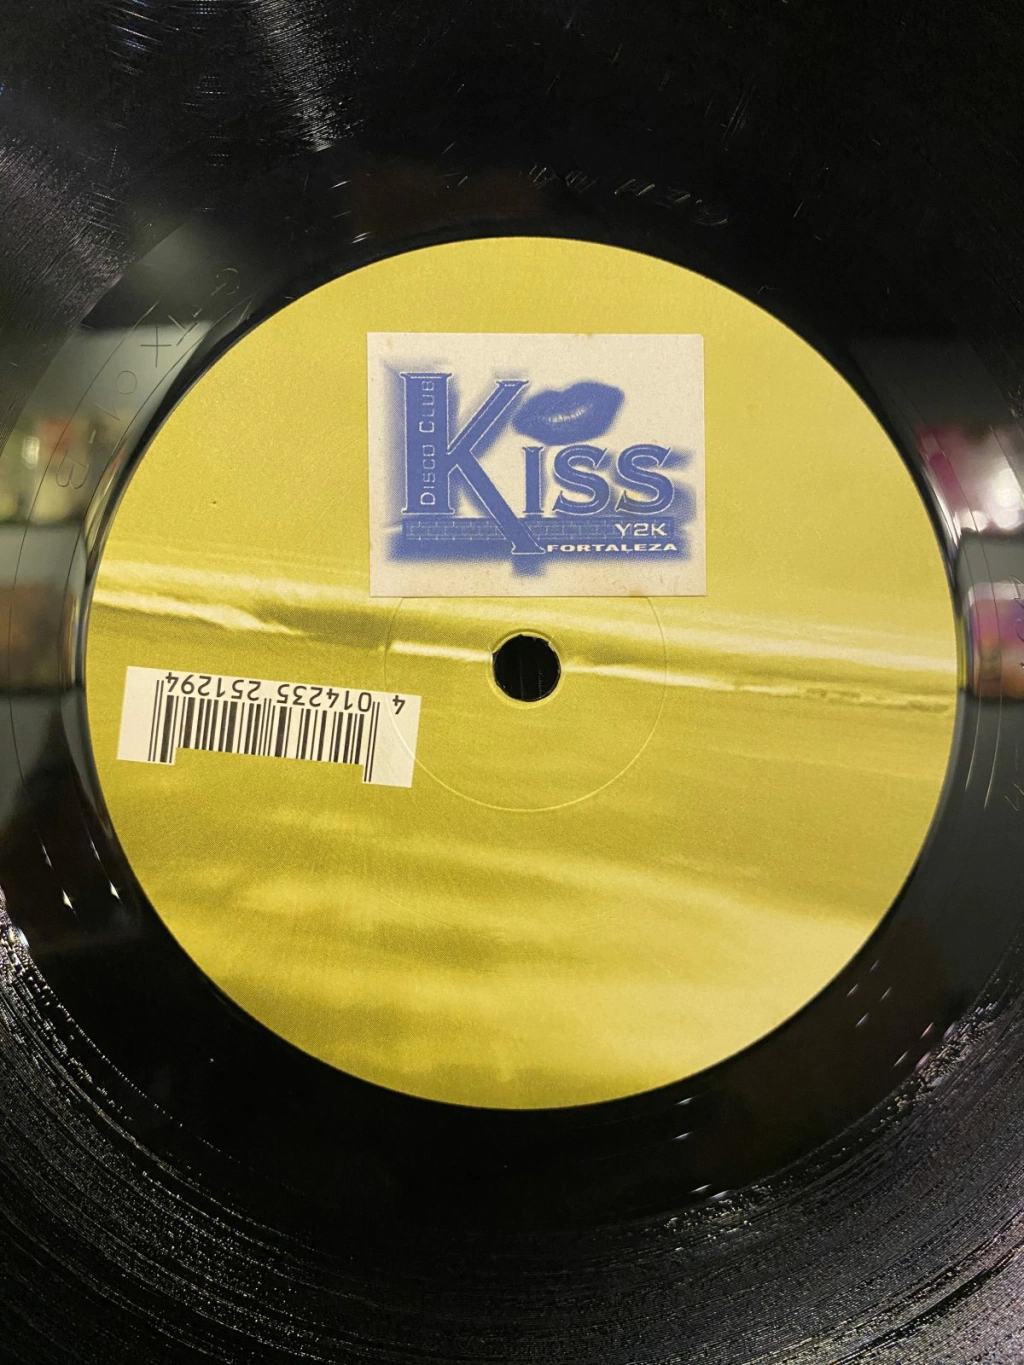 DISCO CLUB
KISS
Y2K
FORTALEZA
4 014235 251294